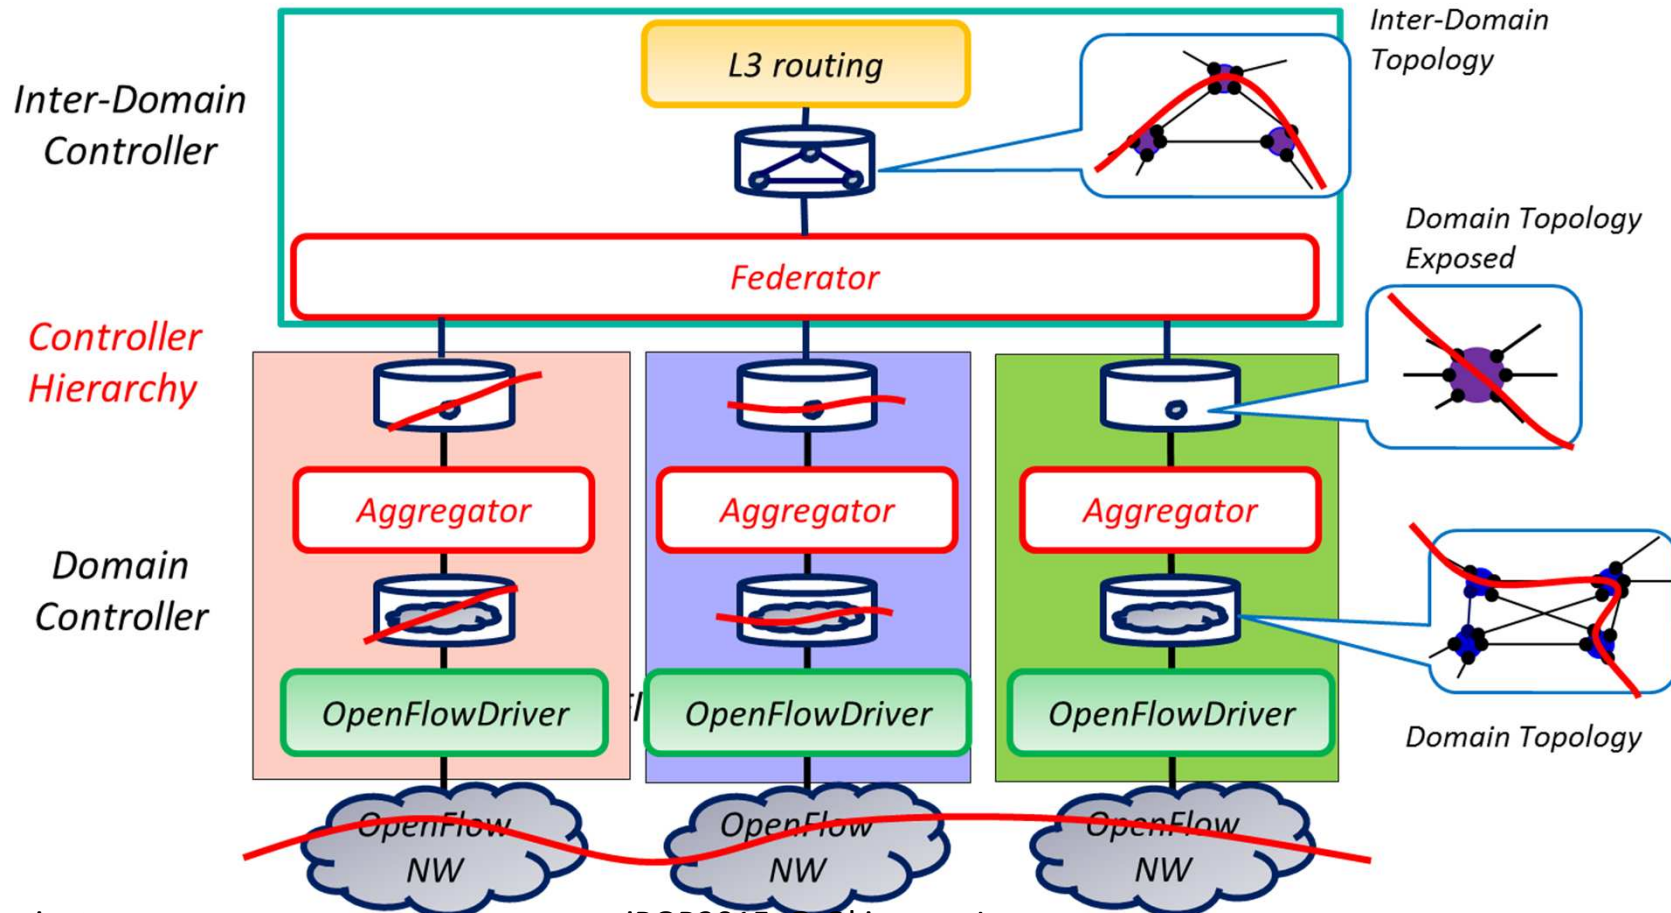 Inter-Domain
Topology
L3 routing
Inter-Domain
Controller
Domain Topology
Exposed
Federator
Controller
Hierarchy
Aggregator
Aggregator
Aggregator
Domain
Controller
OpenFlowDriver
OpenFlowDriver
OpenFlowDriver
Domain Topology
OpenFlow
NW
OpenFlow
NW
OpenFlow
NW